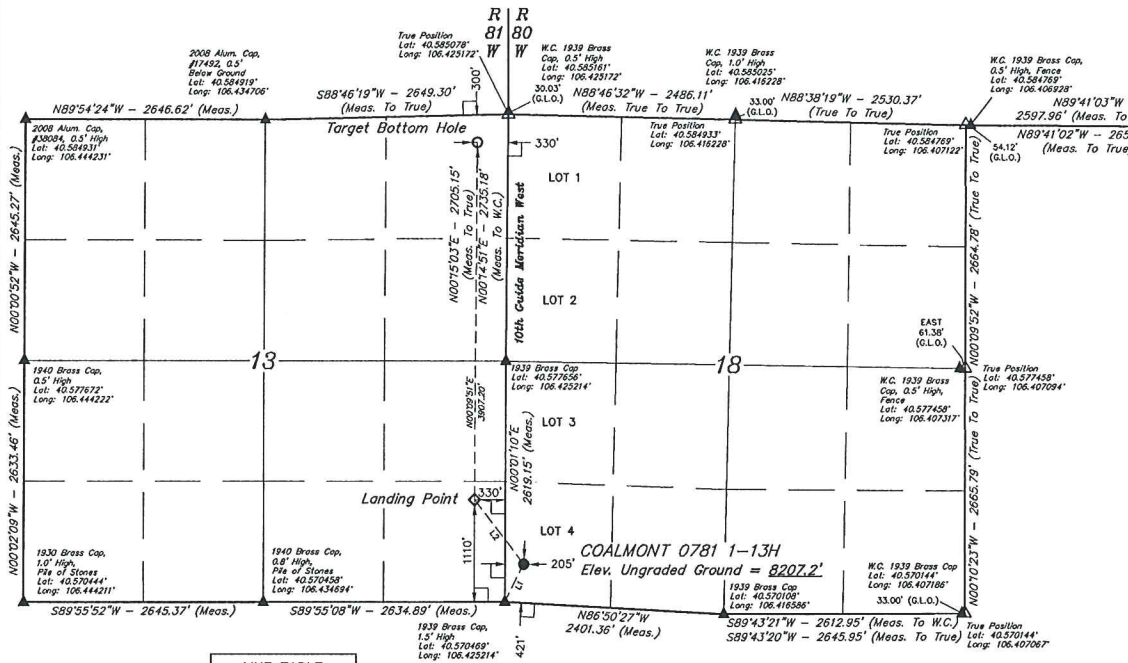 R R
81 80
W W
2008 Alum. Cap,
#17492, 0.5'
Below Ground
Lat: 40.584919'
Long: 106.434706'
True Position
Lat: 40.585078'
Long: 106.425172'
W.C. 1939 Brass
Cap, 0.5' High
Lat: 40.585161'
Long: 106.425172'
30.03'
(G.L.O.)
W.C. 1939 Brass
Cap, 1.0' High
Lat: 40.585025'
Long: 106.416228'
W.C. 1939 Brass Cap,
0.5' High, Fence
Lat: 40.584769'
Long: 106.406928'
N89°54'24"W - 2646.62' (Meas.)
S88°46'19"W - 2649.30'
(Meas. To True)
300'
N88°46'32"W - 2486.11'
(Meas. True To True)
33.00'
(G.L.O.)
N88°38'19"W - 2530.37'
(True To True)
N89°41'03"W
2597.96' (Meas. To
N89°41'02"W - 265
(Meas. To True)
54.12'
(G.L.O.)
2008 Alum. Cap,
#38084, 0.5' High
Lat: 40.584931'
Long: 106.444231'
Target Bottom Hole
330'
True Position
Lat: 40.584933'
Long: 106.416228'
True Position
Lat: 40.584769'
Long: 106.407122'
LOT 1
N00°00'52"W - 2645.27' (Meas.)
N00°15'03"E - 2705.15'
(Meas. To True)
N00°14'51"E - 2735.18'
(Meas. To W.C.)
10th Guide Meridian West
N00°09'52"W - 2664.78' (True To True)
LOT 2
EAST
61.38'
(G.L.O.)
13
18
1940 Brass Cap,
0.5' High
Lat: 40.577672'
Long: 106.444222'
1939 Brass Cap
Lat: 40.577656'
Long: 106.425214'
W.C. 1939 Brass
Cap, 0.5' High,
Fence
Lat: 40.577458'
Long: 106.407317'
True Position
Lat: 40.577458'
Long: 106.407094'
N00°09'51"E
3907.20'
LOT 3
N00°01'10"E
2619.15' (Meas.)
N00°02'09"W - 2633.46' (Meas.)
N00°10'23"W - 2665.79' (True To True)
Landing Point
330'
LOT 4
L2
1110'
COALMONT 0781 1-13H
205'
Elev. Ungraded Ground = 8207.2'
L1
1930 Brass Cap,
1.0' High,
Pile of Stones
Lat: 40.570444'
Long: 106.444211'
1940 Brass Cap,
0.8' High,
Pile of Stones
Lat: 40.570458'
Long: 106.434694'
1939 Brass Cap
Lat: 40.570108'
Long: 106.416586'
W.C. 1939 Brass Cap
Lat: 40.570144'
Long: 106.407186'
33.00' (G.L.O.)
S89°55'52"W - 2645.37' (Meas.)
S89°55'08"W - 2634.89' (Meas.)
N86°50'27"W
2401.36' (Meas.)
S89°43'21"W - 2612.95' (Meas. To W.C.)
S89°43'20"W - 2645.95' (Meas. To True)
1939 Brass Cap,
1.5' High
Lat: 40.570469'
Long: 106.425214'
421'
True Position
Lat: 40.570144'
Long: 106.407067'